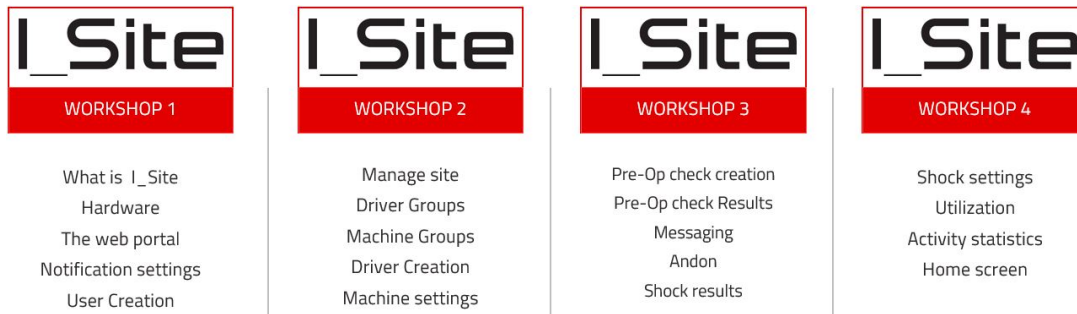 I_Site
WORKSHOP 1
What is I_Site
Hardware
The web portal
Notification settings
User Creation
I_Site
WORKSHOP 2
Manage site
Driver Groups
Machine Groups
Driver Creation
Machine settings
I_Site
WORKSHOP 3
Pre-Op check creation
Pre-Op check Results
Messaging
Andon
Shock results
I_Site
WORKSHOP 4
Shock settings
Utilization
Activity statistics
Home screen